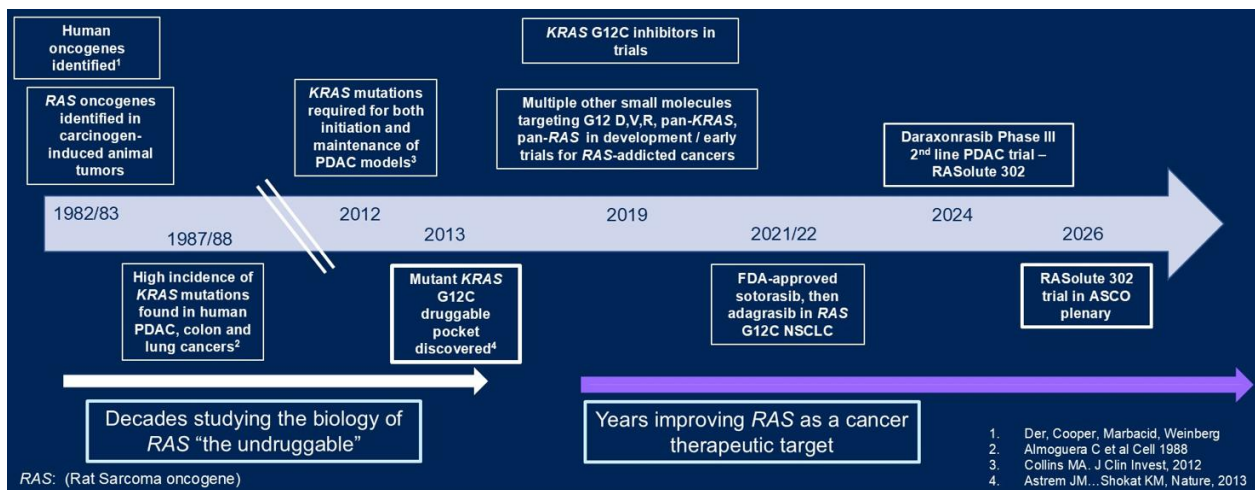 Human
oncogenes
identified1
RAS oncogenes
identified in
carcinogen-
induced animal
tumors
KRAS mutations
required for both
initiation and
maintenance of
PDAC models3
KRAS G12C inhibitors in
trials
Multiple other small molecules
targeting G12 D,V,R, pan-KRAS,
pan-RAS in development / early
trials for RAS-addicted cancers
Daraxonrasib Phase III
2nd line PDAC trial –
RASolute 302
1982/83
1987/88
2012
2013
2019
2021/22
2024
2026
High incidence of
KRAS mutations
found in human
PDAC, colon and
lung cancers2
Mutant KRAS
G12C
druggable
pocket
discovered4
FDA-approved
sotorasib, then
adagrasib in RAS
G12C NSCLC
RASolute 302
trial in ASCO
plenary
Decades studying the biology of
RAS “the undruggable”
Years improving RAS as a cancer
therapeutic target
RAS: (Rat Sarcoma oncogene)
1. Der, Cooper, Marbacid, Weinberg
2. Almoguera C et al Cell 1988
3. Collins MA. J Clin Invest, 2012
4. Astrem JM…Shokat KM, Nature, 2013